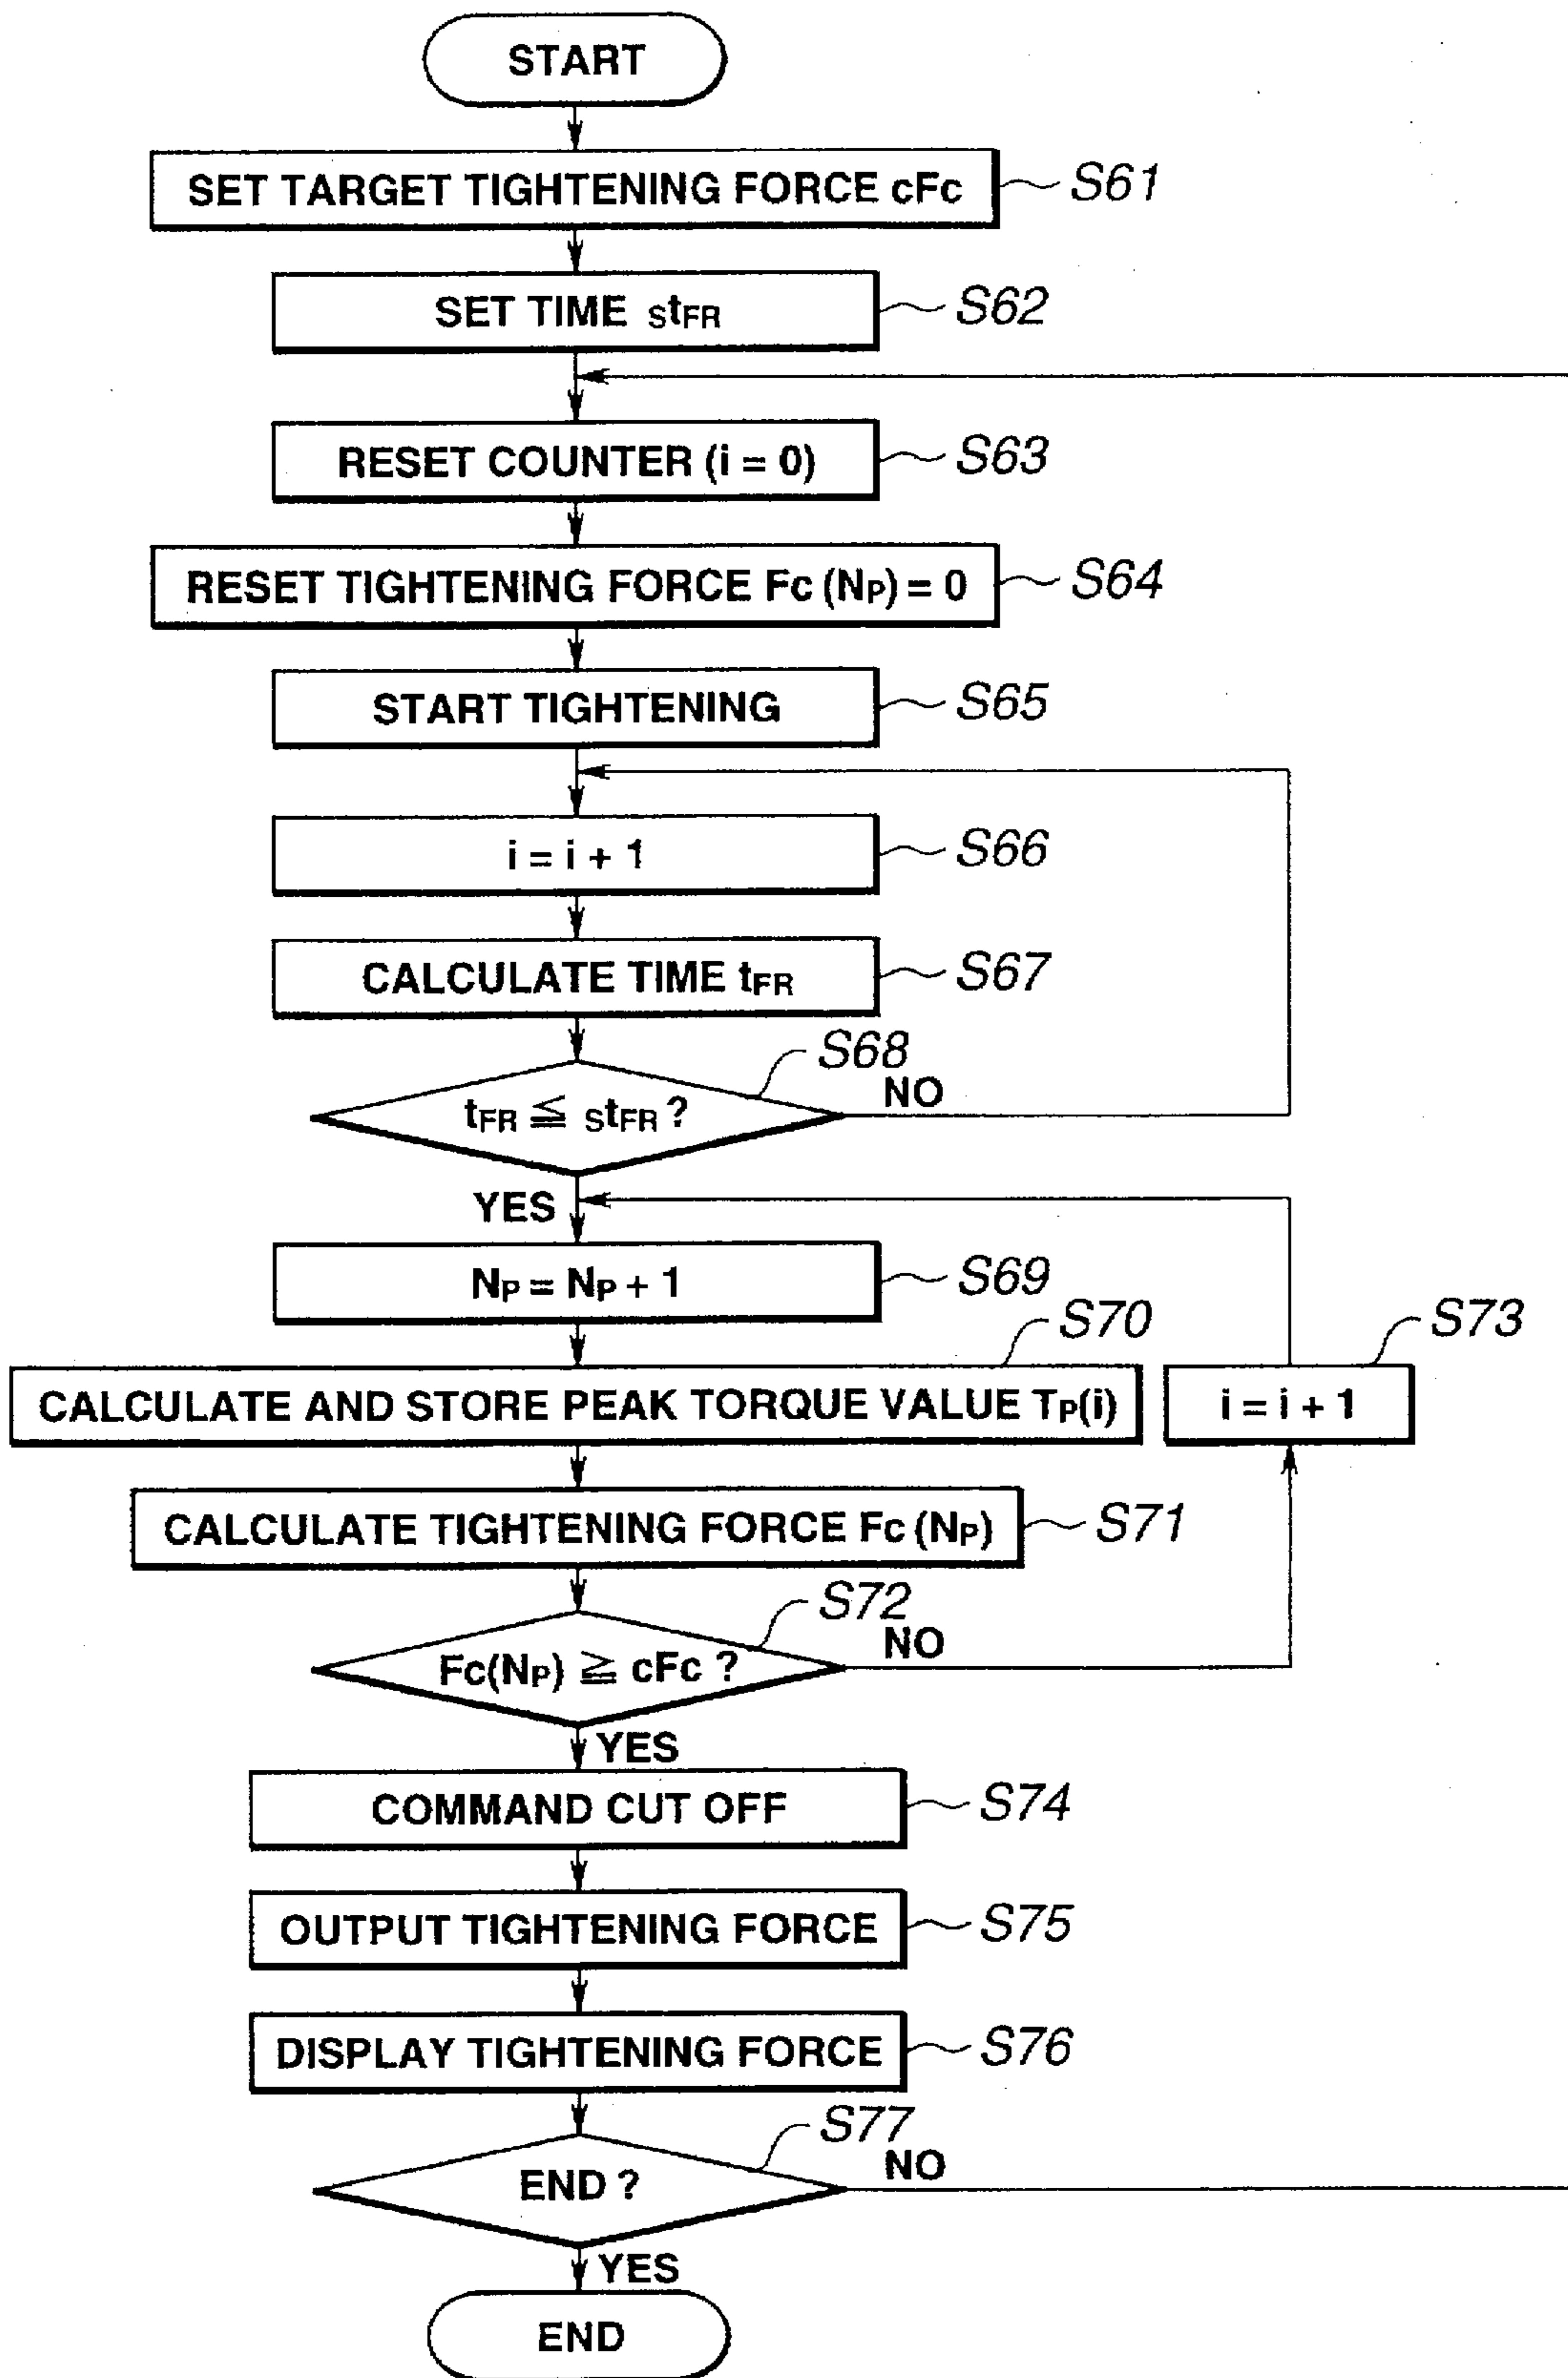 START
SET TARGET TIGHTENING FORCE cFc
S61
SET TIME StFR
S62
RESET COUNTER (i = 0)
S63
RESET TIGHTENING FORCE Fc (NP) = 0
S64
START TIGHTENING
S65
i = i + 1
S66
CALCULATE TIME tFR
S67
S68
tFR ≦ StFR ?
NO
YES
NP = NP + 1
S69
S70
CALCULATE AND STORE PEAK TORQUE VALUE TP(i)
S73
i = i + 1
CALCULATE TIGHTENING FORCE Fc (NP)
S71
S72
Fc(NP) ≧ cFc ?
NO
YES
COMMAND CUT OFF
S74
OUTPUT TIGHTENING FORCE
S75
DISPLAY TIGHTENING FORCE
S76
S77
END ?
NO
YES
END